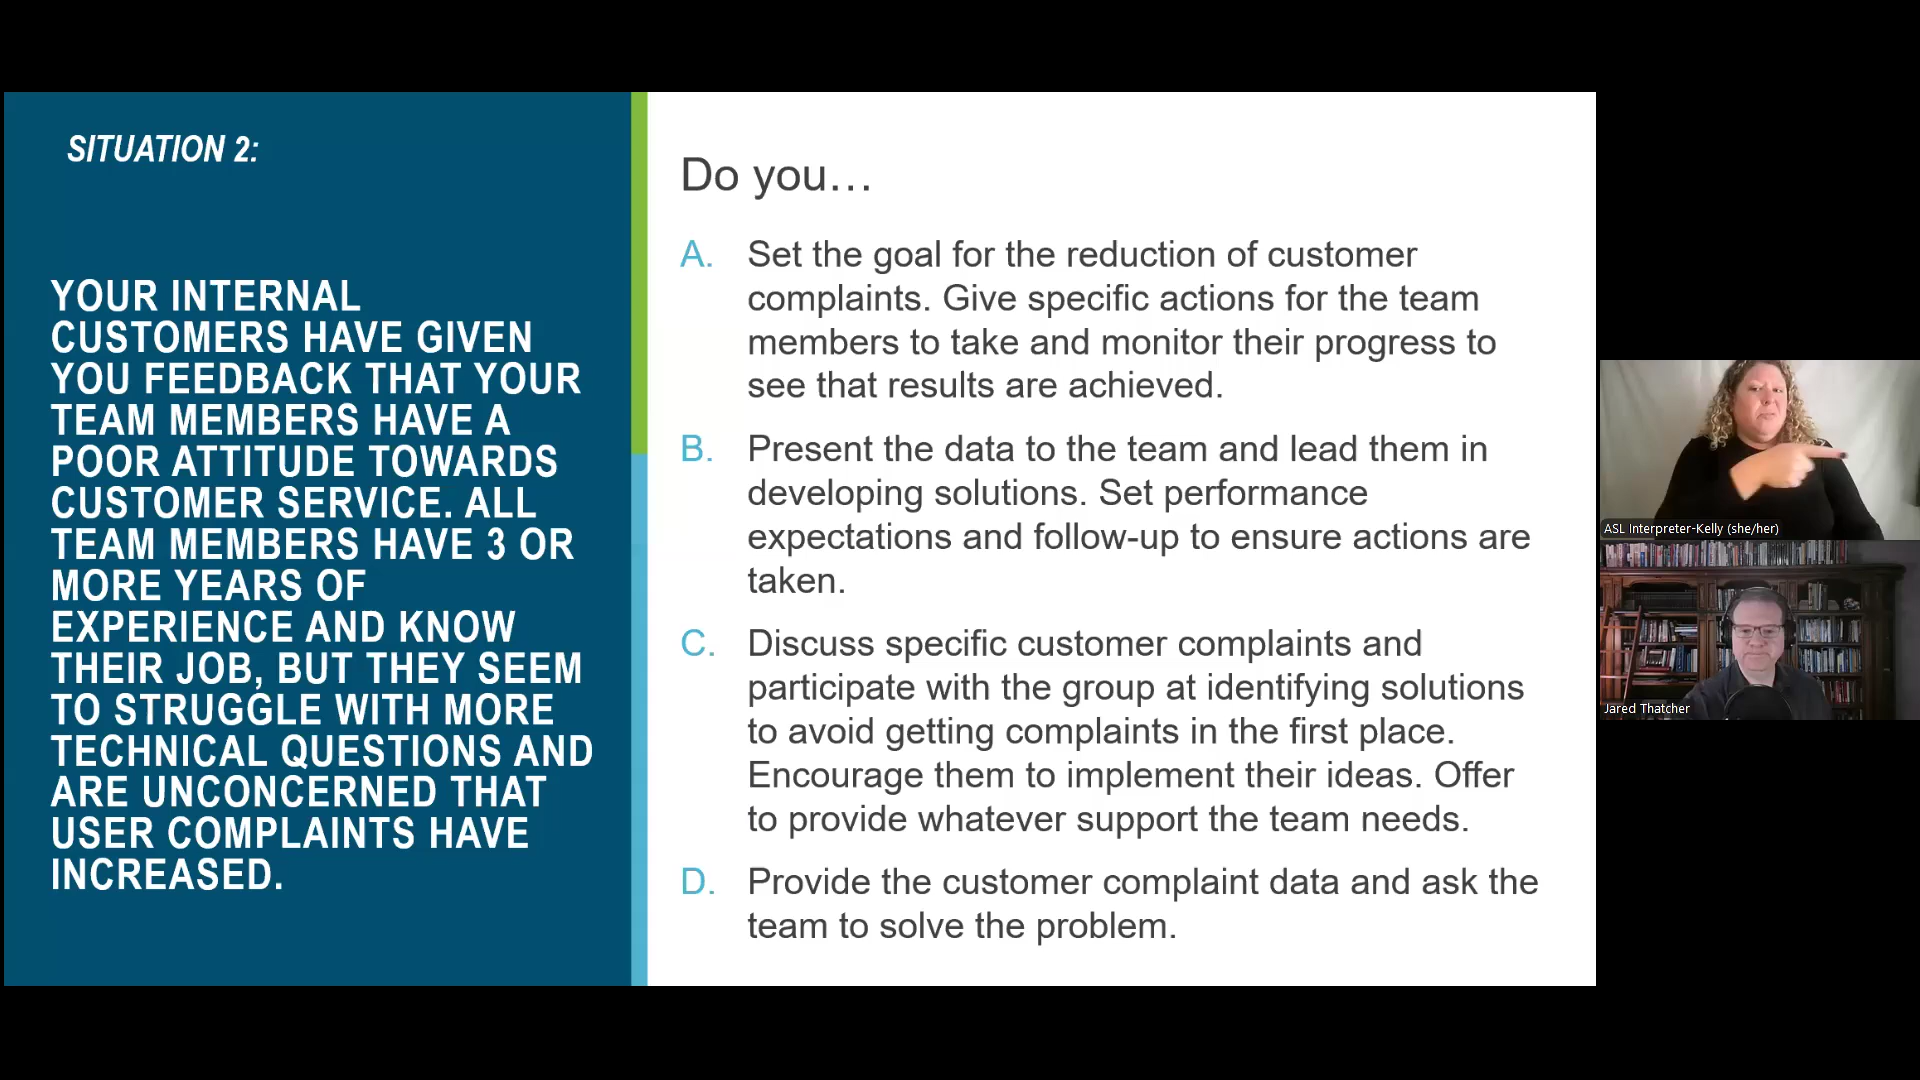 SITUATION 2:
YOUR INTERNAL
CUSTOMERS HAVE GIVEN
YOU FEEDBACK THAT YOUR
TEAM MEMBERS HAVE A
POOR ATTITUDE TOWARDS
CUSTOMER SERVICE. ALL
TEAM MEMBERS HAVE 3 OR
MORE YEARS OF
EXPERIENCE AND KNOW
THEIR JOB, BUT THEY SEEM
TO STRUGGLE WITH MORE
TECHNICAL QUESTIONS AND
ARE UNCONCERNED THAT
USER COMPLAINTS HAVE
INCREASED.
Do you…
A. Set the goal for the reduction of customer
complaints. Give specific actions for the team
members to take and monitor their progress to
see that results are achieved.
B. Present the data to the team and lead them in
developing solutions. Set performance
expectations and follow-up to ensure actions are
taken.
C. Discuss specific customer complaints and
participate with the group at identifying solutions
to avoid getting complaints in the first place.
Encourage them to implement their ideas. Offer
to provide whatever support the team needs.
D. Provide the customer complaint data and ask the
team to solve the problem.
ASL Interpreter-Kelly (she/her)
Jared Thatcher